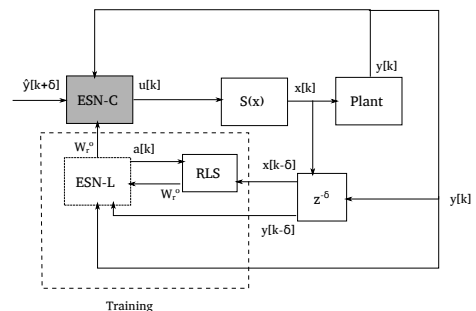 y[k]
ŷ[k+δ]
ESN-C
u[k]
S(x)
x[k]
Plant
W_r^o
a[k]
ESN-L
RLS
W_r^o
x[k-δ]
z^-δ
y[k]
y[k-δ]
Training